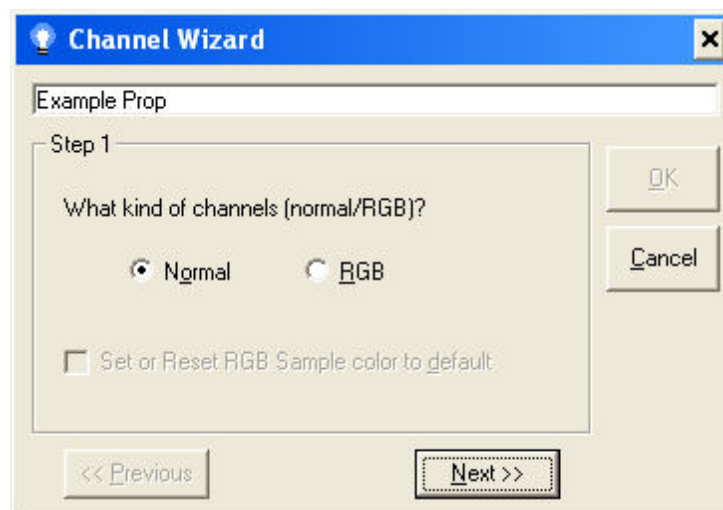 Channel Wizard
Example Prop
Step 1
What kind of channels (normal/RGB)?
Normal RGB
Set or Reset RGB Sample color to default
OK
Cancel
<< Previous Next >>